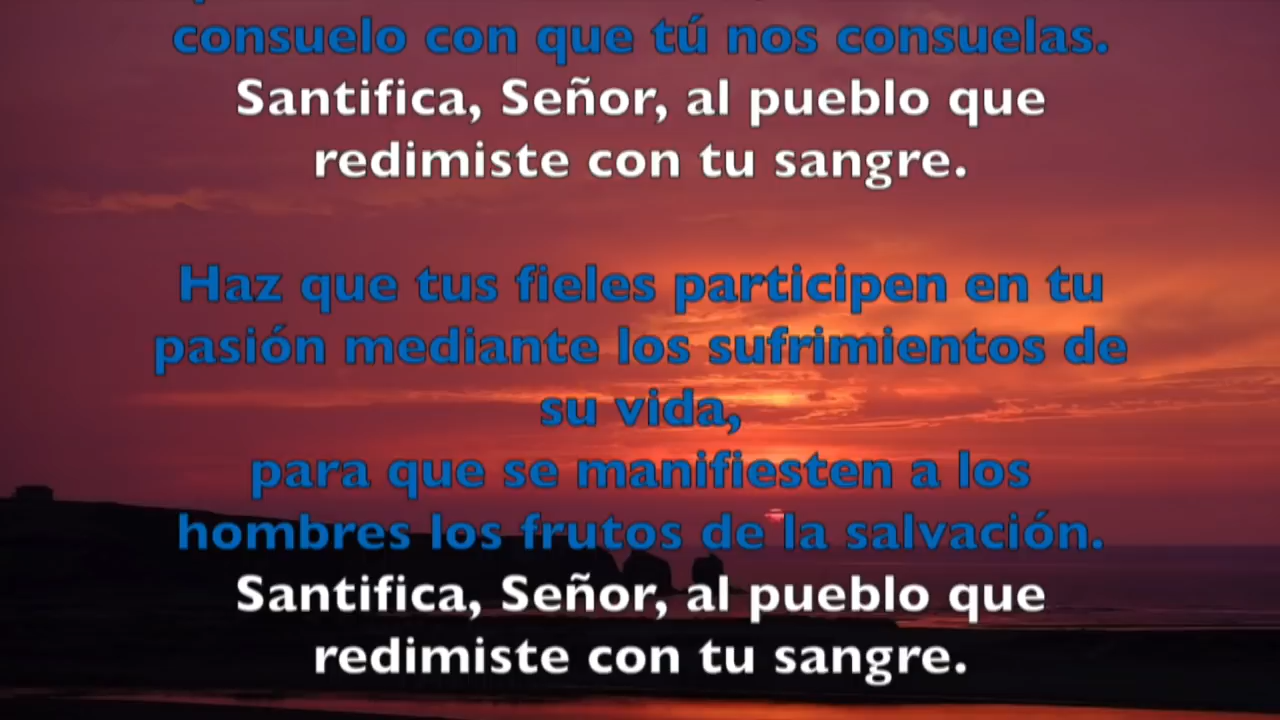 consuelo con que tú nos consuelas.
Santifica, Señor, al pueblo que
redimiste con tu sangre.
Haz que tus fieles participen en tu
pasión mediante los sufrimientos de
su vida,
para que se manifiesten a los
hombres los frutos de la salvación.
Santifica, Señor, al pueblo que
redimiste con tu sangre.